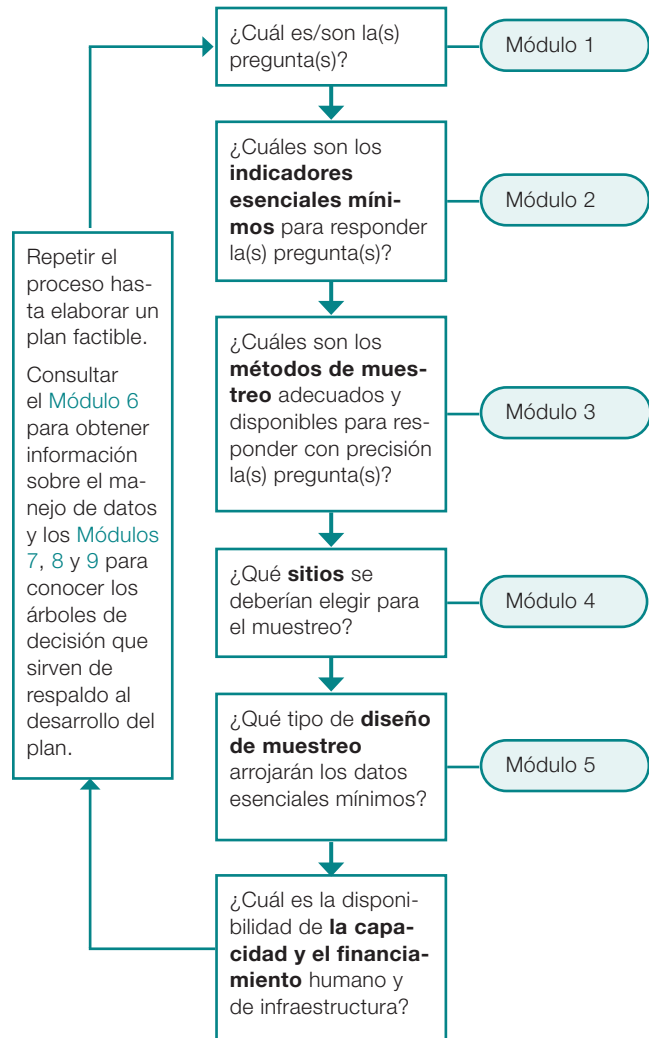 ¿Cuál es/son la(s)
pregunta(s)?
Módulo 1
¿Cuáles son los
indicadores
esenciales míni-
mos para responder
la(s) pregunta(s)?
Módulo 2
¿Cuáles son los
métodos de mues-
treo adecuados y
disponibles para res-
ponder con precisión
la(s) pregunta(s)?
Módulo 3
¿Qué sitios se
deberían elegir para
el muestreo?
Módulo 4
¿Qué tipo de diseño
de muestreo
arrojarán los datos
esenciales mínimos?
Módulo 5
¿Cuál es la disponi-
bilidad de la capa-
cidad y el financia-
miento humano y
de infraestructura?
Repetir el
proceso has-
ta elaborar un
plan factible.
Consultar
el Módulo 6
para obtener
información
sobre el ma-
nejo de datos
y los Módulos
7, 8 y 9 para
conocer los
árboles de
decisión que
sirven de
respaldo al
desarrollo del
plan.